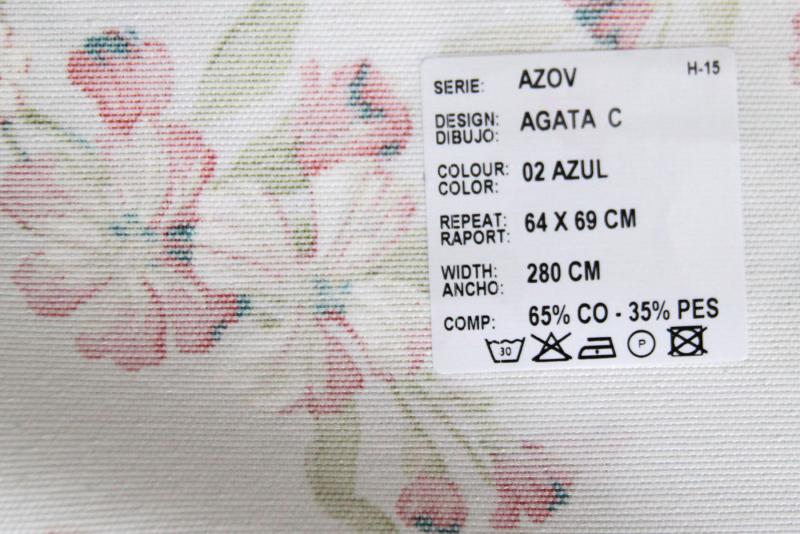 H-15
SERIE: AZOV
DESIGN: AGATA C
DIBUJO:
COLOUR: 02 AZUL
COLOR:
REPEAT: 64 X 69 CM
RAPORT:
WIDTH: 280 CM
ANCHO:
COMP: 65% CO - 35% PES
30 P